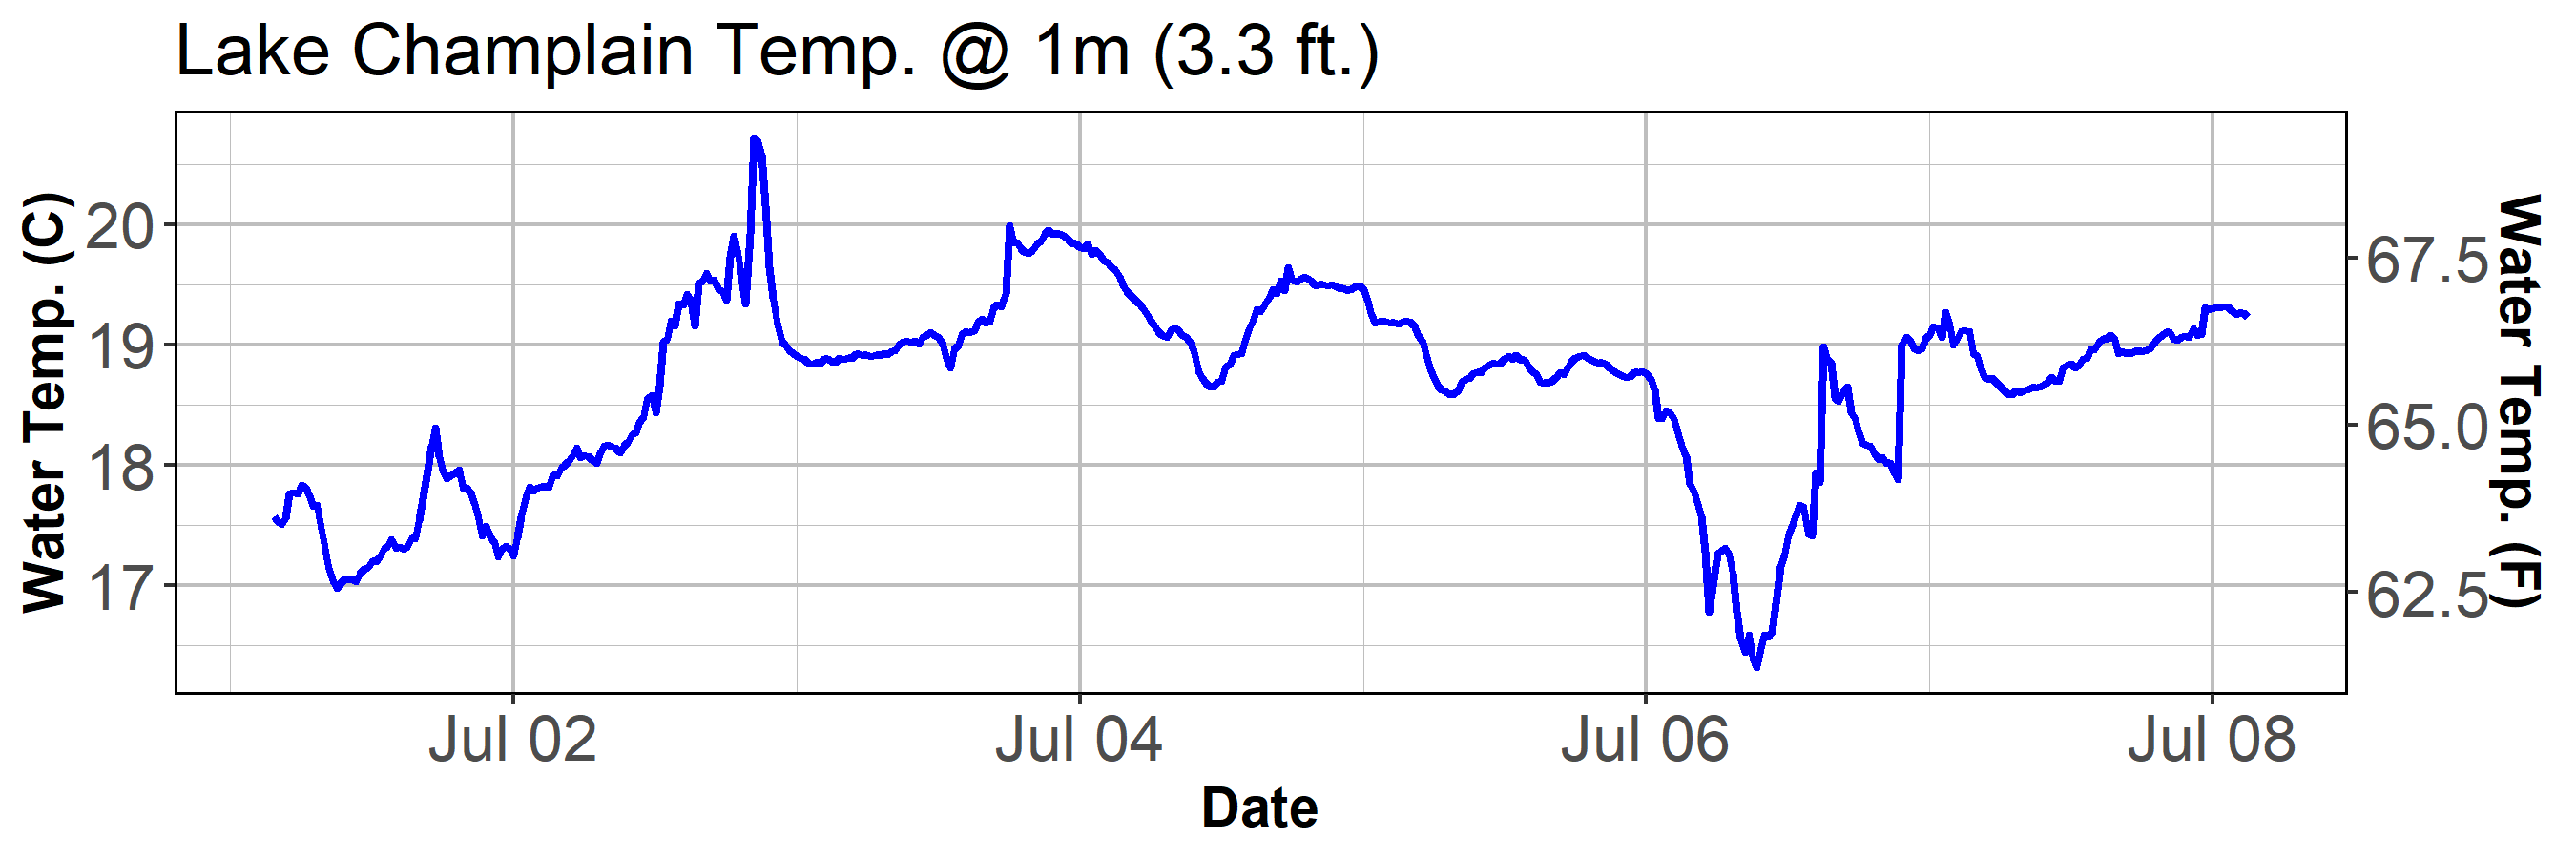 Lake Champlain Temp. @ 1m (3.3 ft.)
Water Temp. (C)
20
19
18
17
67.5
65.0
62.5
Water Temp. (F)
Jul 02
Jul 04
Jul 06
Jul 08
Date